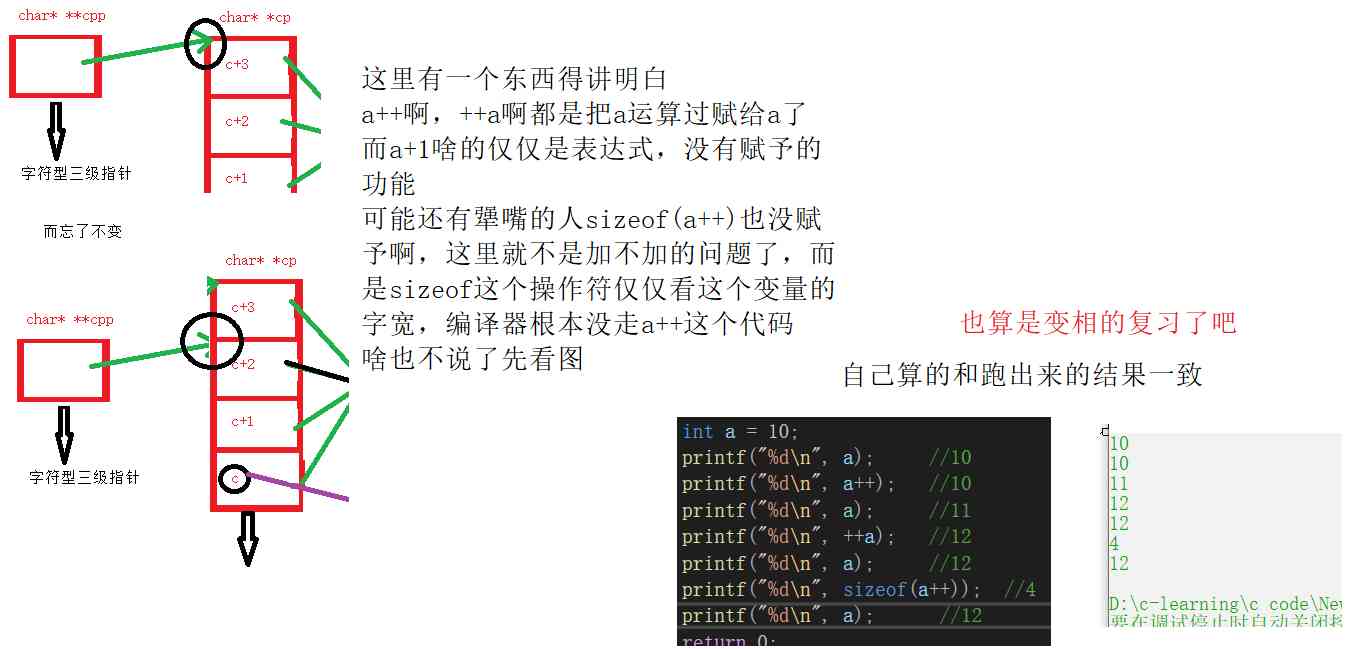 char* **cpp
char* *cp
c+3
c+2
c+1
字符型三级指针
而忘了不变
char* *cp
c+3
char* **cpp
c+2
c+1
c
字符型三级指针
这里有一个东西得讲明白
a++啊，++a啊都是把a运算过赋给a了
而a+1啥的仅仅是表达式，没有赋予的
功能
可能还有犟嘴的人sizeof(a++)也没赋
予啊，这里就不是加不加的问题了，而
是sizeof这个操作符仅仅看这个变量的
字宽，编译器根本没走a++这个代码
啥也不说了先看图
也算是变相的复习了吧
自己算的和跑出来的结果一致
int a = 10;
printf("%d\n", a); //10
printf("%d\n", a++); //10
printf("%d\n", a); //11
printf("%d\n", ++a); //12
printf("%d\n", a); //12
printf("%d\n", sizeof(a++)); //4
printf("%d\n", a); //12
return 0;
10
10
11
12
12
4
12
D:\c-learning\c code\New
要在调试停止时自动关闭控